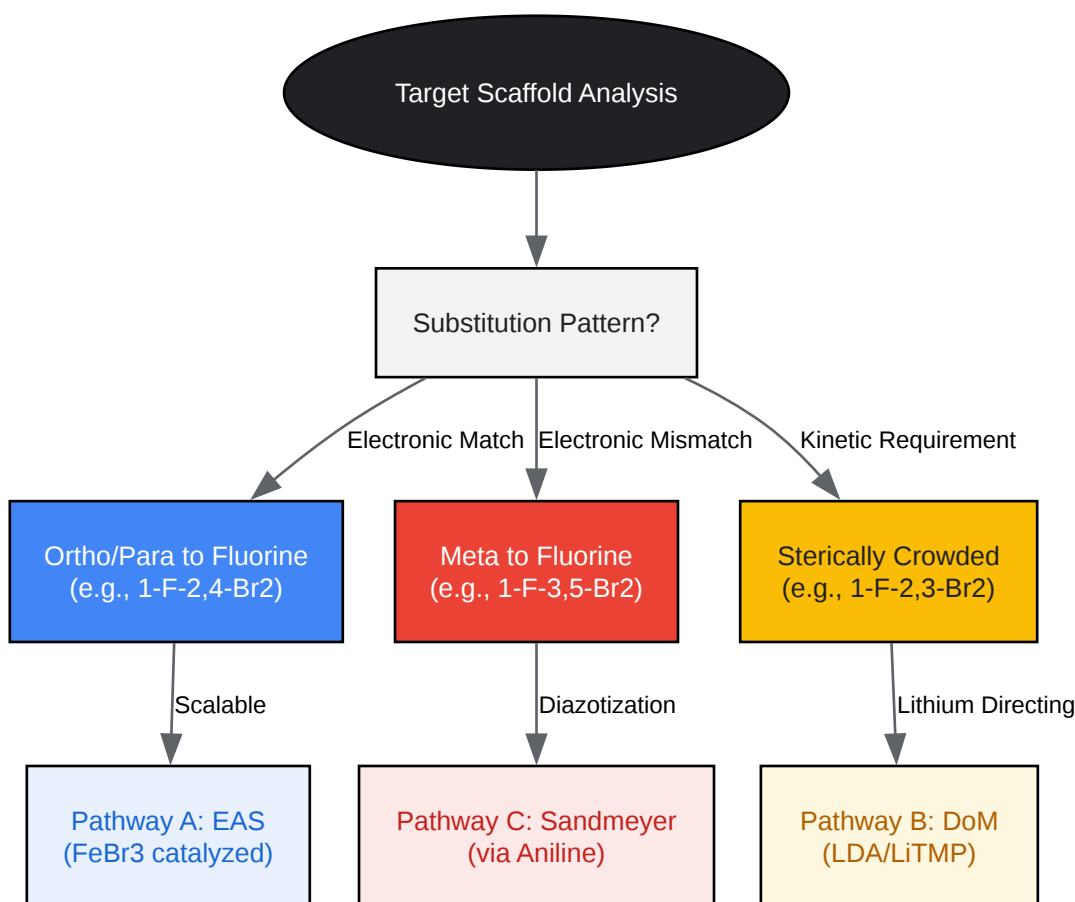 Target Scaffold Analysis
Substitution Pattern?
Electronic Match
Electronic Mismatch
Kinetic Requirement
Ortho/Para to Fluorine
(e.g., 1-F-2,4-Br2)
Meta to Fluorine
(e.g., 1-F-3,5-Br2)
Sterically Crowded
(e.g., 1-F-2,3-Br2)
Scalable
Diazotization
Lithium Directing
Pathway A: EAS
(FeBr3 catalyzed)
Pathway C: Sandmeyer
(via Aniline)
Pathway B: DoM
(LDA/LiTMP)